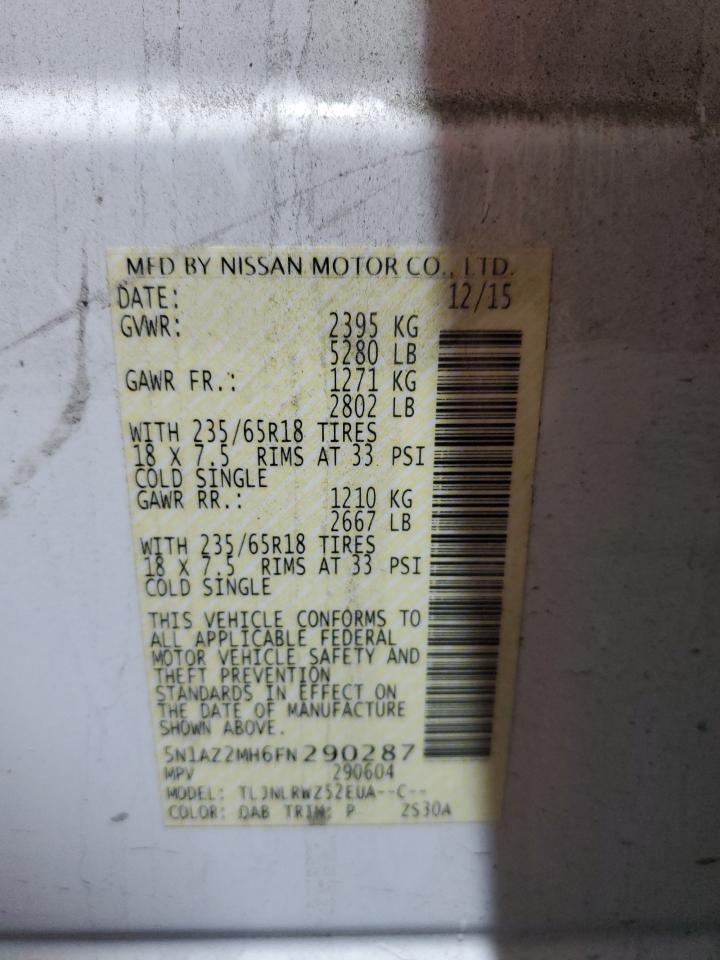 MFD BY NISSAN MOTOR CO., LTD.
DATE: 12/15
GVWR: 2395 KG
5280 LB
GAWR FR.: 1271 KG
2802 LB
WITH 235/65R18 TIRES
18 X 7.5 RIMS AT 33 PSI
COLD SINGLE
GAWR RR.: 1210 KG
2667 LB
WITH 235/65R18 TIRES
18 X 7.5 RIMS AT 33 PSI
COLD SINGLE
THIS VEHICLE CONFORMS TO
ALL APPLICABLE FEDERAL
MOTOR VEHICLE SAFETY AND
THEFT PREVENTION
STANDARDS IN EFFECT ON
THE DATE OF MANUFACTURE
SHOWN ABOVE.
5N1AZ2MH6FN290287
MPV 290604
MODEL: TLJNLRWZ52EUA--C--
COLOR: QAB TRIM: P ZS30A